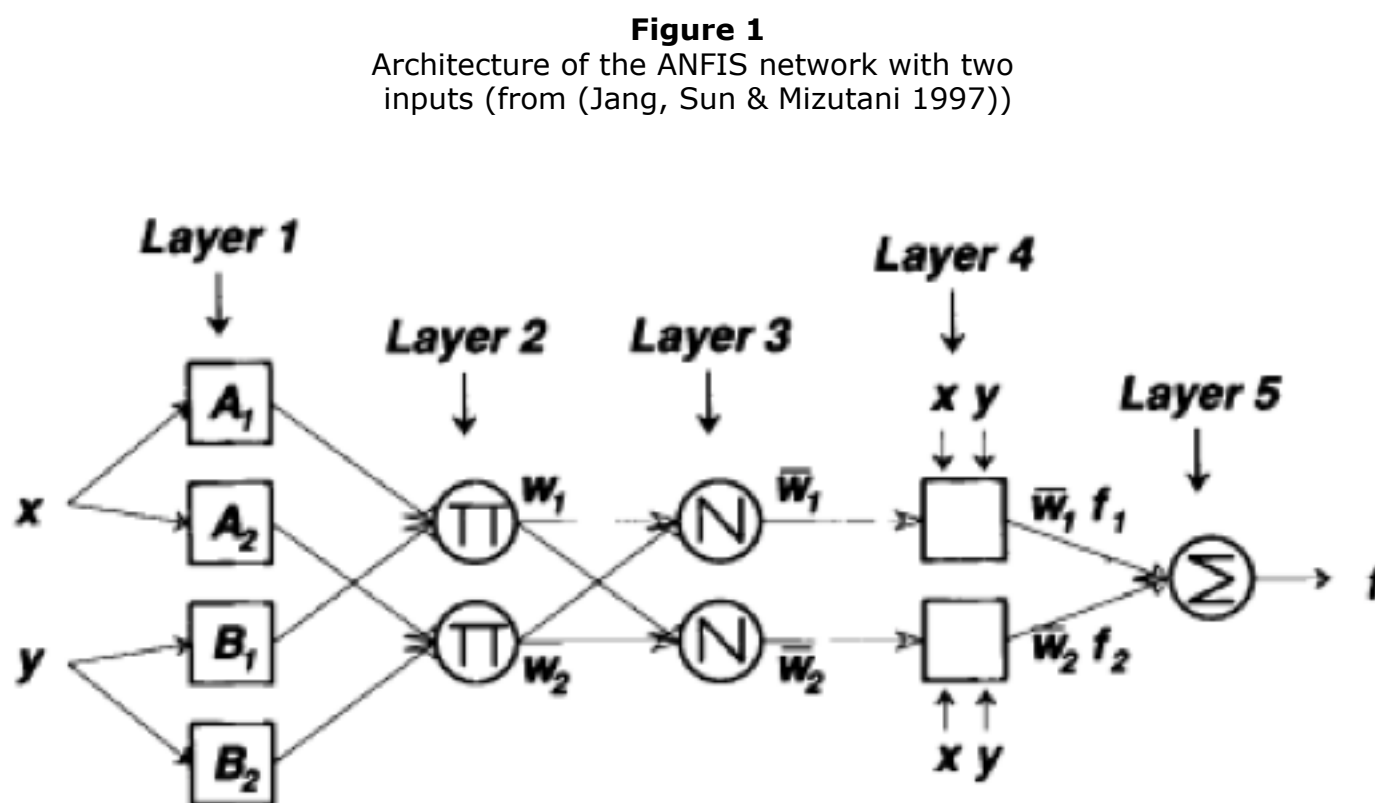 Figure 1
Architecture of the ANFIS network with two
inputs (from (Jang, Sun & Mizutani 1997))
Layer 1
Layer 4
Layer 2
Layer 3
x y
Layer 5
A₁
w₁
w̅₁
w̅₁ f₁
x
A₂
Π
N
Σ
f
y
B₁
Π
N
w̅₂
w̅₂
w̅₂ f₂
B₂
x y